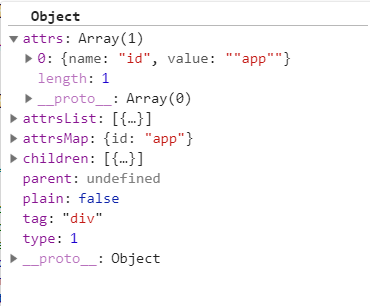 Object
attrs: Array(1)
0: {name: "id", value: ""app""}
length: 1
__proto__: Array(0)
attrsList: [{…}]
attrsMap: {id: "app"}
children: [{…}]
parent: undefined
plain: false
tag: "div"
type: 1
__proto__: Object